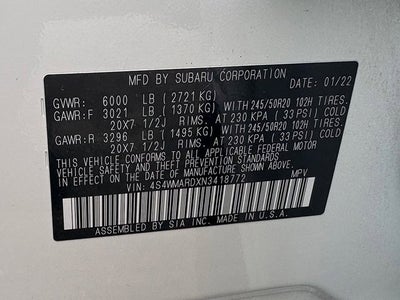 MFD BY SUBARU CORPORATION DATE 01/22
GVWR: 6000 LB (2721 KG)
GAWR:F 3021 LB (1370 KG) WITH 245/50R20 102H TIRES.
20X7 1/2J RIMS. AT 230 KPA (33 PSI) COLD
GAWR:R 3296 LB (1495 KG) WITH 245/50R20 102H TIRES.
20X7 1/2J RIMS. AT 230 KPA (33 PSI) COLD
THIS VEHICLE CONFORMS TO ALL APPLICABLE FEDERAL MOTOR
VEHICLE SAFETY AND BUMPER STANDARDS IN
EFFECT ON THE DATE OF MANUFACTURE
SHOWN ABOVE.
VIN: 4S4WMARDXN3418772 MPV
ASSEMBLED BY SIA INC. MADE IN U.S.A.